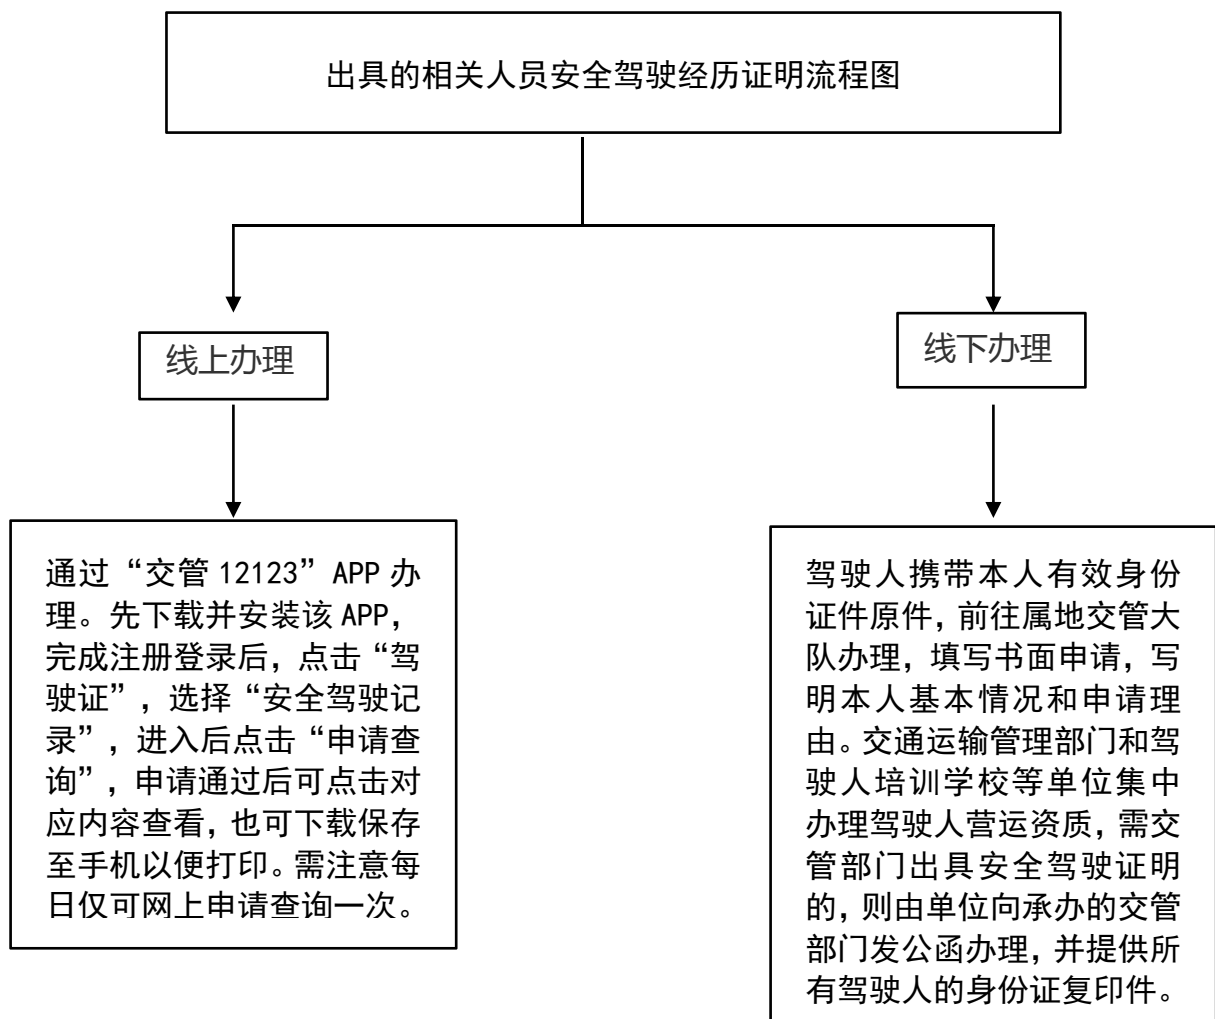 出具的相关人员安全驾驶经历证明流程图
线上办理
线下办理
通过“交管 12123”APP 办
理。先下载并安装该 APP，
完成注册登录后，点击“驾
驶证”，选择“安全驾驶记
录”，进入后点击“申请查
询”，申请通过后可点击对
应内容查看，也可下载保存
至手机以便打印。需注意每
日仅可网上申请查询一次。
驾驶人携带本人有效身份
证件原件，前往属地交管大
队办理，填写书面申请，写
明本人基本情况和申请理
由。交通运输管理部门和驾
驶人培训学校等单位集中
办理驾驶人营运资质，需交
管部门出具安全驾驶证明
的，则由单位向承办的交管
部门发公函办理，并提供所
有驾驶人的身份证复印件。